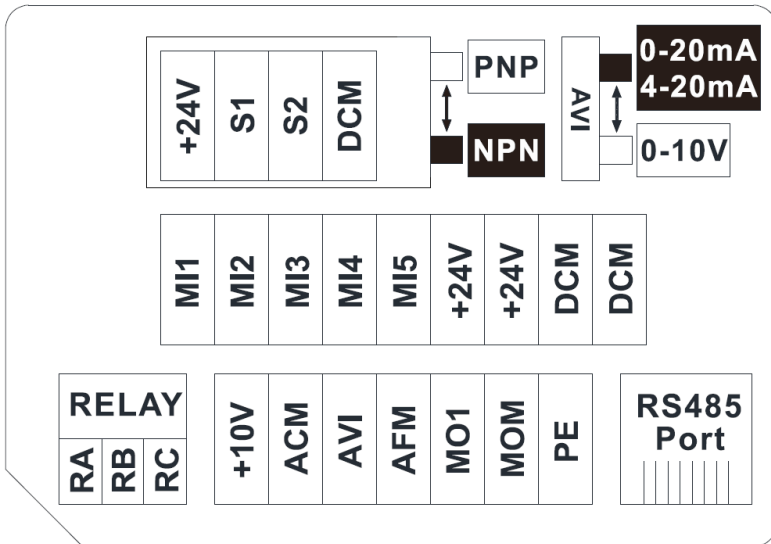 +24V
S1
S2
DCM
PNP
NPN
AVI
0-20mA
4-20mA
0-10V
MI1
MI2
MI3
MI4
MI5
+24V
+24V
DCM
DCM
RELAY
RA
RB
RC
+10V
ACM
AVI
AFM
MO1
MOM
PE
RS485
Port